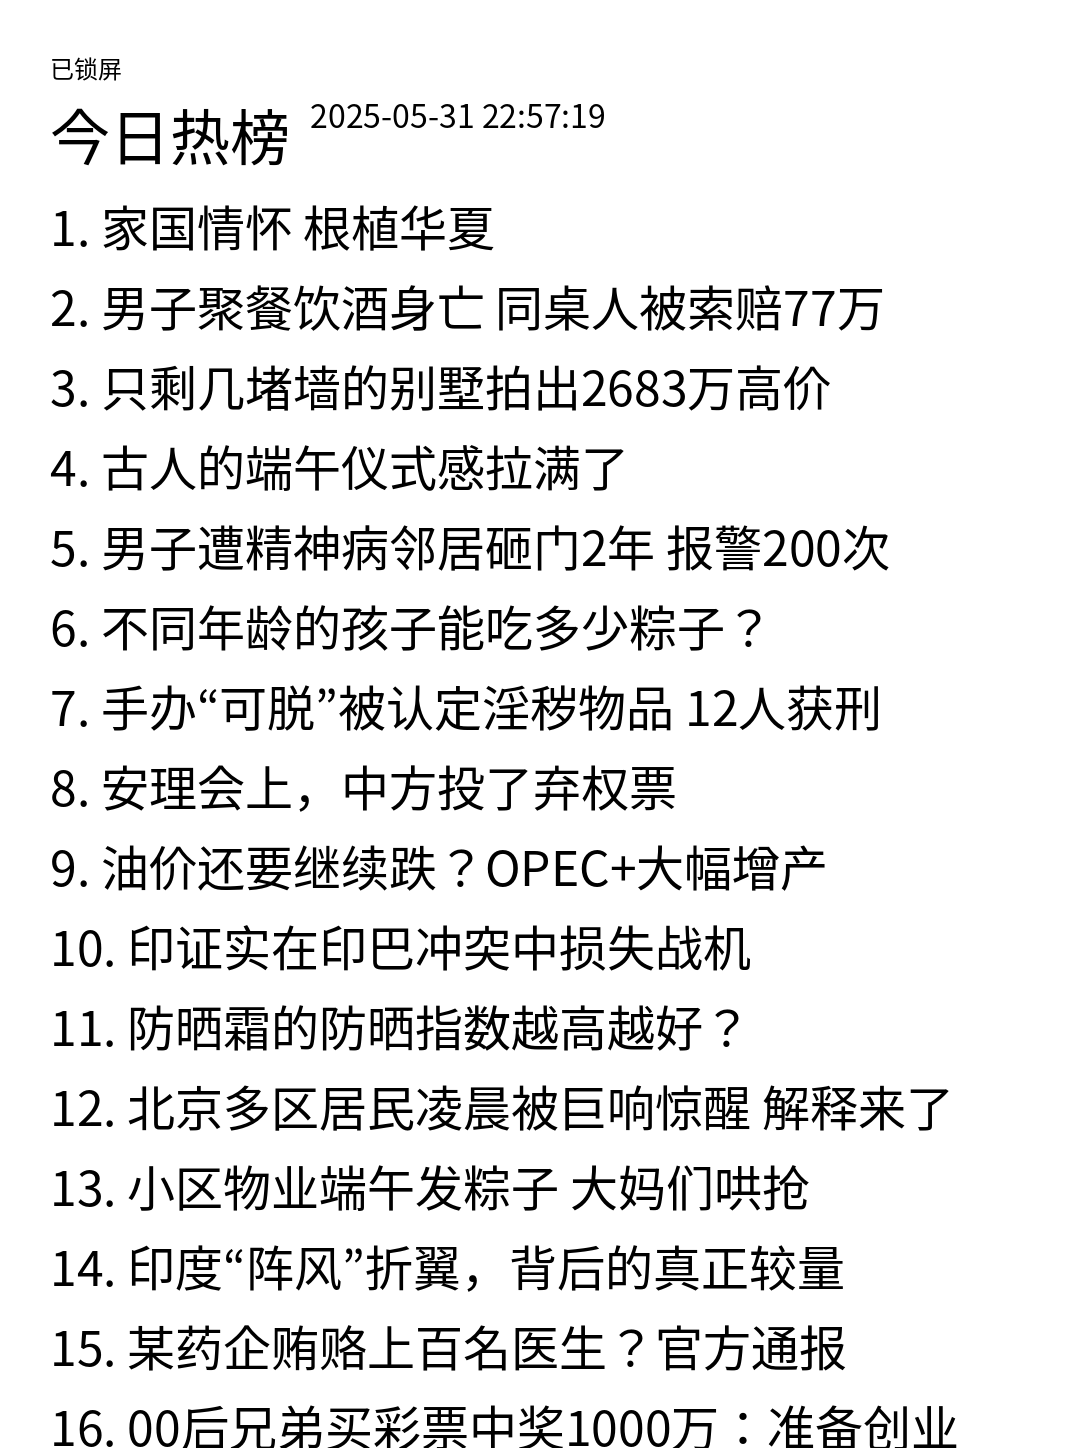 已锁屏
今日热榜 2025-05-31 22:57:19
1. 家国情怀 根植华夏
2. 男子聚餐饮酒身亡 同桌人被索赔77万
3. 只剩几堵墙的别墅拍出2683万高价
4. 古人的端午仪式感拉满了
5. 男子遭精神病邻居砸门2年 报警200次
6. 不同年龄的孩子能吃多少粽子？
7. 手办“可脱”被认定淫秽物品 12人获刑
8. 安理会上，中方投了弃权票
9. 油价还要继续跌？OPEC+大幅增产
10. 印证实在印巴冲突中损失战机
11. 防晒霜的防晒指数越高越好？
12. 北京多区居民凌晨被巨响惊醒 解释来了
13. 小区物业端午发粽子 大妈们哄抢
14. 印度“阵风”折翼，背后的真正较量
15. 某药企贿赂上百名医生？官方通报
16. 00后兄弟买彩票中奖1000万：准备创业